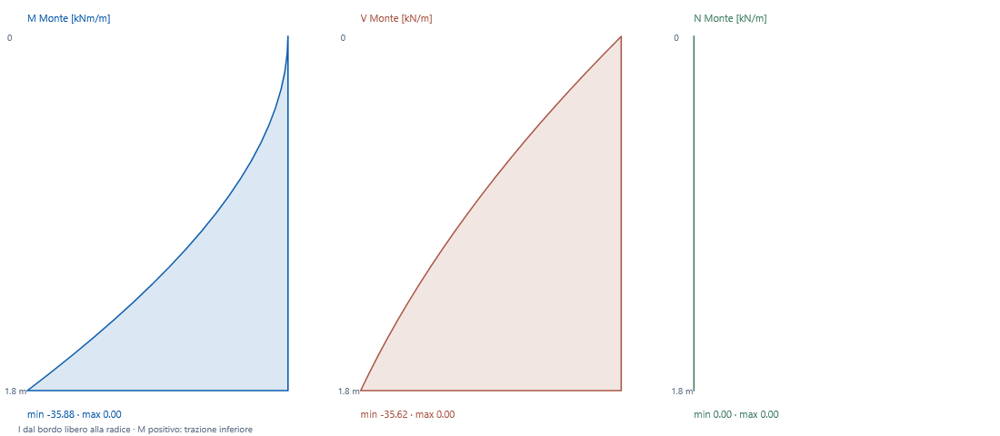 M Monte [kNm/m]
V Monte [kN/m]
N Monte [kN/m]
0
0
0
1.8 m
1.8 m
1.8 m
min -35.88 · max 0.00
min -35.62 · max 0.00
min 0.00 · max 0.00
I dal bordo libero alla radice · M positivo: trazione inferiore